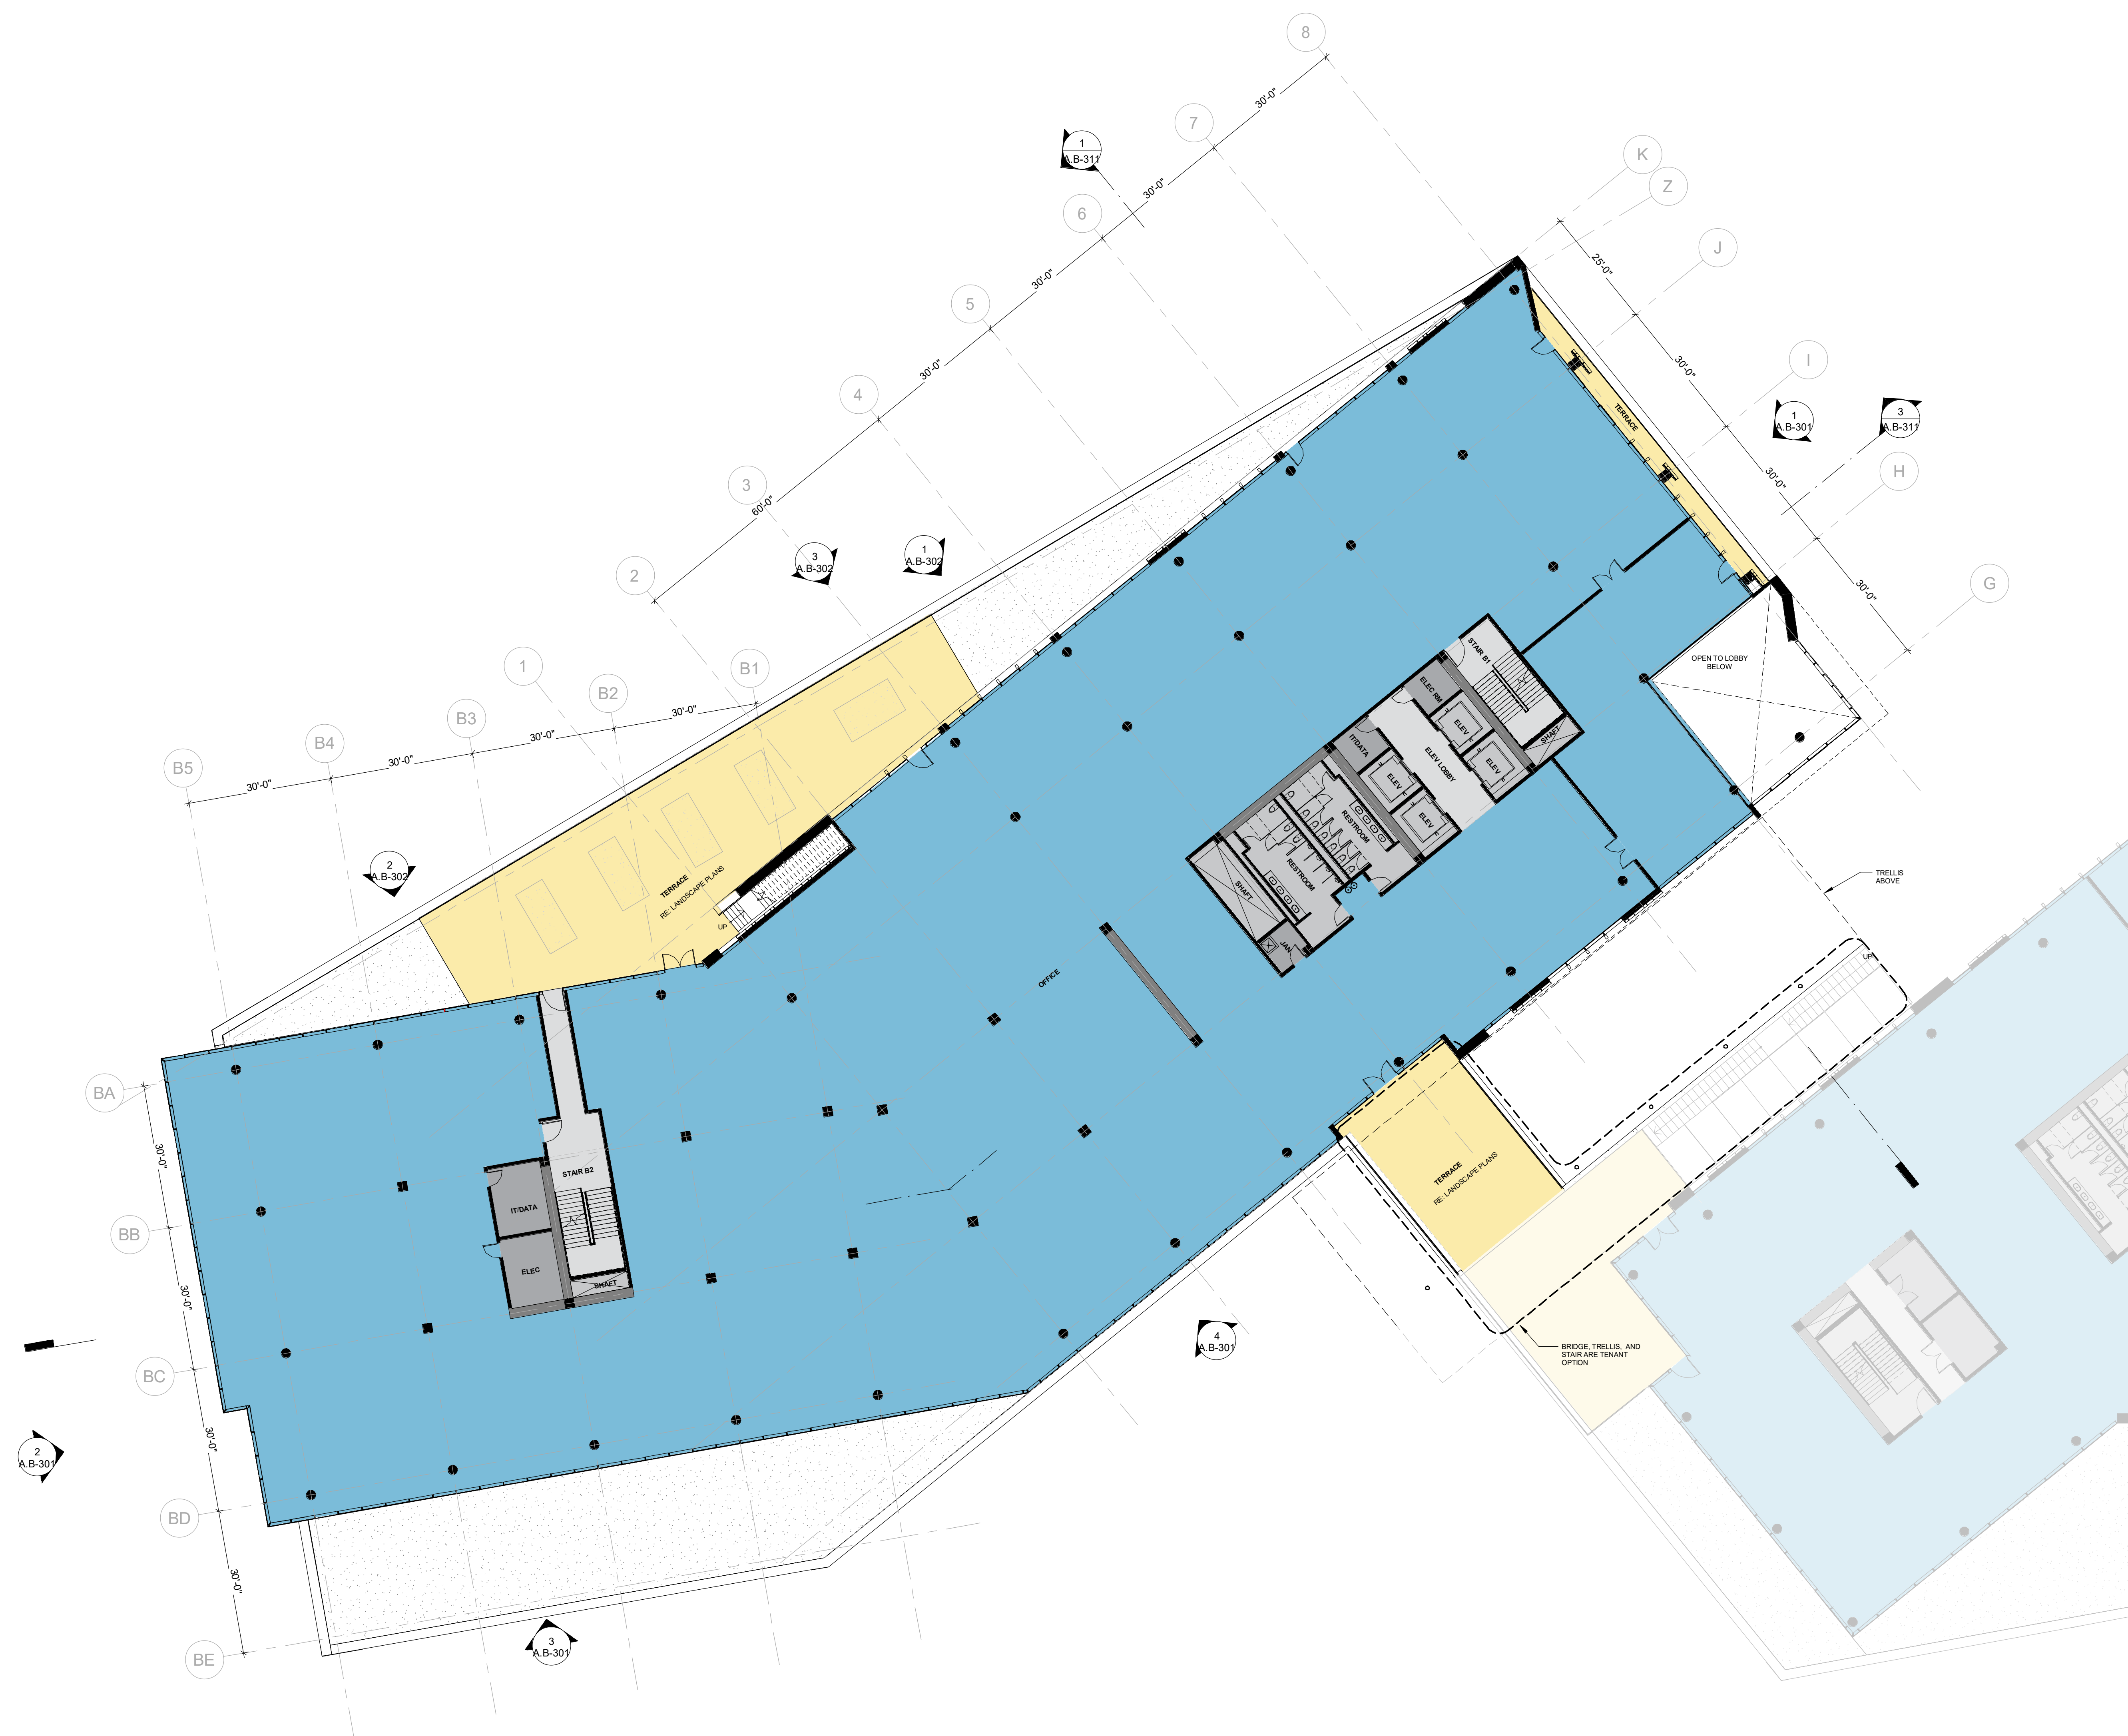 8
30'-0"
7
1
A.B-311
30'-0"
6
K
Z
30'-0"
J
25'-0"
5
30'-0"
4
I
30'-0"
1
A.B-301
3
A.B-311
TERRACE
30'-0"
H
3
60'-0"
3
A.B-302
1
A.B-302
2
30'-0"
G
1
B1
B2
30'-0"
B3
30'-0"
B4
30'-0"
B5
30'-0"
STAIR B1
OPEN TO LOBBY
BELOW
ELEC RM
ELEV
SHAFT
IT/DATA
ELEV LOBBY
ELEV
ELEV
ELEV
RESTROOM
RESTROOM
SHAFT
JAN
2
A.B-302
TERRACE
RE: LANDSCAPE PLANS
UP
TRELLIS
ABOVE
OFFICE
UP
BA
30'-0"
STAIR B2
IT/DATA
ELEC
SHAFT
TERRACE
RE: LANDSCAPE PLANS
BB
30'-0"
4
A.B-301
BRIDGE, TRELLIS, AND
STAIR ARE TENANT
OPTION
BC
30'-0"
2
A.B-301
BD
30'-0"
3
A.B-301
BE